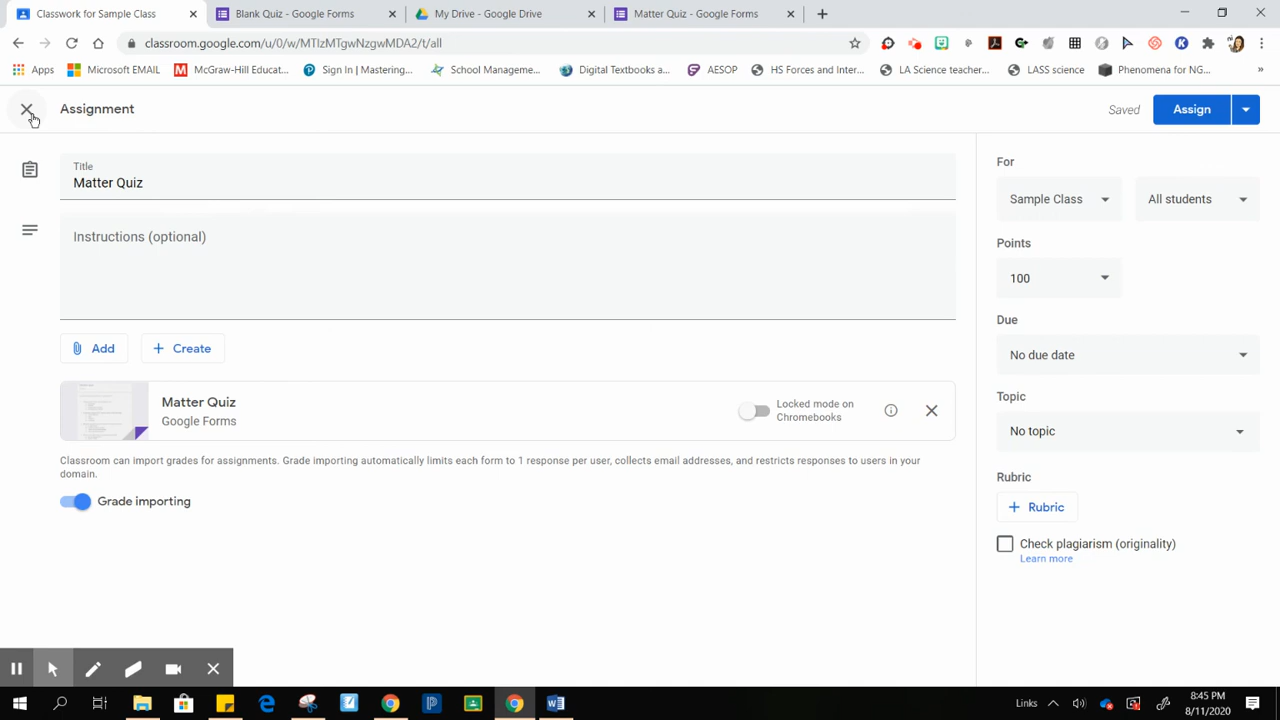 Classwork for Sample Class
Blank Quiz - Google Forms
My Drive - Google Drive
Matter Quiz - Google Forms
classroom.google.com/u/0/w/MTIzMTgwNzgwMDA2/t/all
Apps
Microsoft EMAIL
McGraw-Hill Educat...
Sign In | Mastering...
School Manageme...
Digital Textbooks a...
AESOP
HS Forces and Inter...
LA Science teacher...
LASS science
Phenomena for NG...
»
Assignment
Saved
Assign
Title
Matter Quiz
Instructions (optional)
Add
Create
Matter Quiz
Google Forms
Locked mode on
Chromebooks
Classroom can import grades for assignments. Grade importing automatically limits each form to 1 response per user, collects email addresses, and restricts responses to users in your
domain.
Grade importing
For
Sample Class
All students
Points
100
Due
No due date
Topic
No topic
Rubric
Rubric
Check plagiarism (originality)
Learn more
Links
8:45 PM
8/11/2020